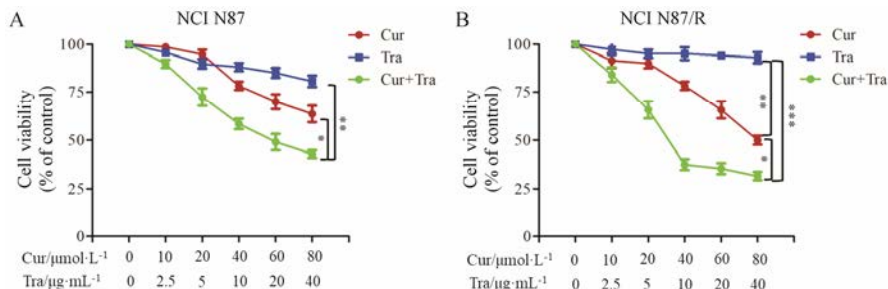 A
NCI N87
Cur
Tra
Cur+Tra
100
75
50
25
0
Cell viability
(% of control)
*
**
Cur/μmol·L⁻¹ 0 10 20 40 60 80
Tra/μg·mL⁻¹ 0 2.5 5 10 20 40
B
NCI N87/R
Cur
Tra
Cur+Tra
100
75
50
25
0
Cell viability
(% of control)
**
*
***
Cur/μmol·L⁻¹ 0 10 20 40 60 80
Tra/μg·mL⁻¹ 0 2.5 5 10 20 40